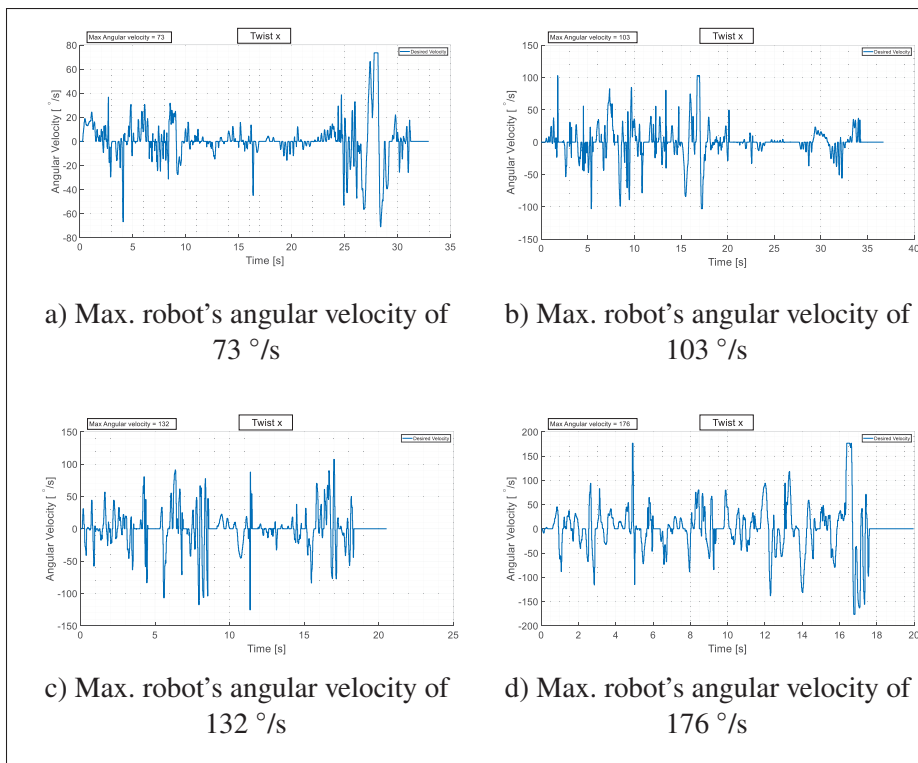 Max Angular velocity = 73
Twist x
Desired Velocity
80
60
40
20
0
-20
-40
-60
-80
Angular Velocity [ °/s]
0 5 10 15 20 25 30 35
Time [s]
a) Max. robot's angular velocity of
73 °/s
Max Angular velocity = 103
Twist x
Desired Velocity
150
100
50
0
-50
-100
-150
Angular Velocity [ °/s]
0 5 10 15 20 25 30 35 40
Time [s]
b) Max. robot's angular velocity of
103 °/s
Max Angular velocity = 132
Twist x
Desired Velocity
150
100
50
0
-50
-100
-150
Angular Velocity [ °/s]
0 5 10 15 20 25
Time [s]
c) Max. robot's angular velocity of
132 °/s
Max Angular velocity = 176
Twist x
Desired Velocity
200
150
100
50
0
-50
-100
-150
-200
Angular Velocity [ °/s]
0 2 4 6 8 10 12 14 16 18 20
Time [s]
d) Max. robot's angular velocity of
176 °/s